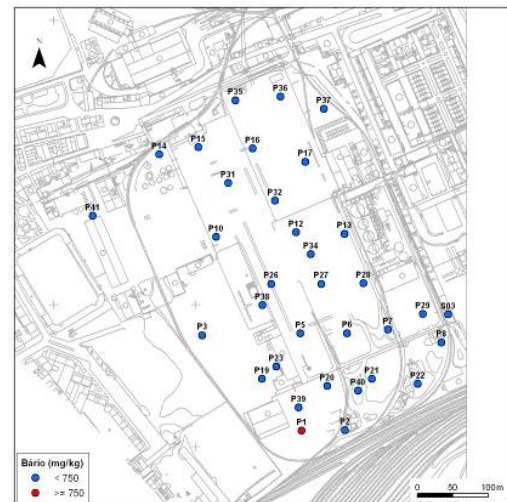 P35
P36
P37
N
P14
P15
P16
P17
P31
P32
P41
P10
P12
P13
P34
P26
P27
P28
P38
P29
S03
P3
P5
P6
P7
P8
P23
P19
P20
P40
P21
P22
P39
P1
P2
Bário (mg/kg)
< 750
>= 750
0 50 100m